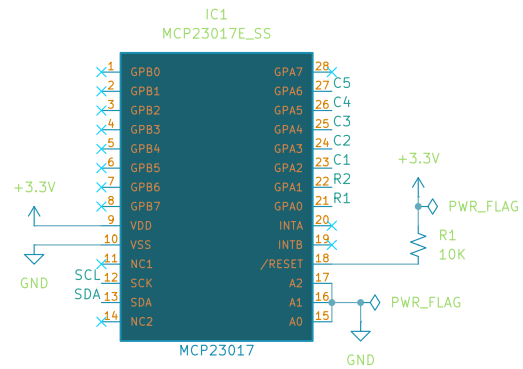 IC1
MCP23017E_SS
1 GPB0 GPA7 28
2 GPB1 GPA6 27 C5
3 GPB2 GPA5 26 C4
4 GPB3 GPA4 25 C3
5 GPB4 GPA3 24 C2
6 GPB5 GPA2 23 C1
7 GPB6 GPA1 22 R2
8 GPB7 GPA0 21 R1
9 VDD INTA 20
10 VSS INTB 19
11 NC1 /RESET 18
SCL 12 SCK A2 17
SDA 13 SDA A1 16
14 NC2 A0 15
MCP23017
+3.3V
GND
+3.3V
PWR_FLAG
R1
10K
PWR_FLAG
GND